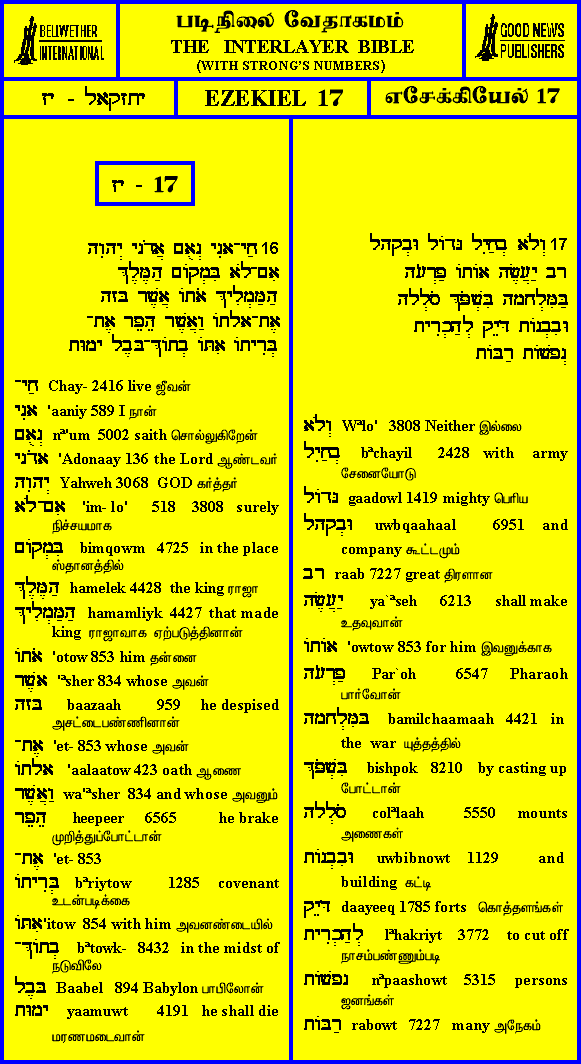 BELLWETHER
INTERNATIONAL
படிநிலை வேதாகமம்
THE INTERLAYER BIBLE
(WITH STRONG'S NUMBERS)
GOOD NEWS
PUBLISHERS
יחזקאל - יז
EZEKIEL 17
எசேக்கியேல் 17
יז - 17
16 חַי־אָנִי נְאֻם אֲדֹנָי יְהוִה
אִם־לֹא בִּמְקוֹם הַמֶּלֶךְ
הַמַּמְלִיךְ אֹתוֹ אֲשֶׁר בָּזָה
אֶת־אָלָתוֹ וַאֲשֶׁר הֵפֵר אֶת־
בְּרִיתוֹ אִתּוֹ בְתוֹךְ־בָּבֶל יָמוּת
חַי־ Chay- 2416 live ஜீவன்
אָנִי 'aaniy 589 I நான்
נְאֻם nª'um 5002 saith சொல்லுகிறேன்
אֲדֹנָי 'Adonaay 136 the Lord ஆண்டவர்
יְהוִה Yahweh 3068 GOD கர்த்தர்
אִם־לֹא 'im- lo' 518 3808 surely
நிச்சயமாக
בִּמְקוֹם bimqowm 4725 in the place
ஸ்தானத்தில்
הַמֶּלֶךְ hamelek 4428 the king ராஜா
הַמַּמְלִיךְ hamamliyk 4427 that made
king ராஜாவாக ஏற்படுத்தினான்
אֹתוֹ 'otow 853 him தன்னை
אֲשֶׁר 'ªsher 834 whose அவன்
בָּזָה baazaah 959 he despised
அசட்டைபண்ணினான்
אֶת־ 'et- 853 whose அவன்
אָלָתוֹ 'aalaatow 423 oath ஆணை
וַאֲשֶׁר wa'ªsher 834 and whose அவனும்
הֵפֵר heepeer 6565 he brake
முறித்துப்போட்டான்
אֶת־ 'et- 853
בְּרִיתוֹ bªriytow 1285 covenant
உடன்படிக்கை
אִתּוֹ 'itow 854 with him அவனண்டையில்
בְתוֹךְ־ bªtowk- 8432 in the midst of
நடுவிலே
בָּבֶל Baabel 894 Babylon பாபிலோன்
יָמוּת yaamuwt 4191 he shall die
மரணமடைவான்
17 וְלֹא בְחַיִל גָּדוֹל וּבְקָהָל
רָב יַעֲשֶׂה אוֹתוֹ פַרְעֹה
בַּמִּלְחָמָה בִּשְׁפֹּךְ סֹלְלָה
וּבִבְנוֹת דָּיֵק לְהַכְרִית
נְפָשׁוֹת רַבּוֹת
וְלֹא Wªlo' 3808 Neither இல்லை
בְחַיִל bªchayil 2428 with army
சேனையோடு
גָּדוֹל gaadowl 1419 mighty பெரிய
וּבְקָהָל uwbqaahaal 6951 and
company கூட்டமும்
רָב raab 7227 great திரளான
יַעֲשֶׂה ya`ªseh 6213 shall make
உதவுவான்
אוֹתוֹ 'owtow 853 for him இவனுக்காக
פַרְעֹה Par`oh 6547 Pharaoh
பார்வோன்
בַּמִּלְחָמָה bamilchaamaah 4421 in
the war யுத்தத்தில்
בִּשְׁפֹּךְ bishpok 8210 by casting up
போட்டான்
סֹלְלָה colªlaah 5550 mounts
அணைகள்
וּבִבְנוֹת uwbibnowt 1129 and
building கட்டி
דָּיֵק daayeeq 1785 forts கொத்தளங்கள்
לְהַכְרִית lªhakriyt 3772 to cut off
நாசம்பண்ணும்படி
נְפָשׁוֹת nªpaashowt 5315 persons
ஜனங்கள்
רַבּוֹת rabowt 7227 many அநேகம்